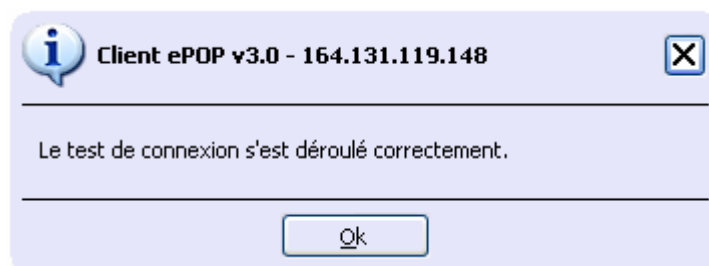 Client ePOP v3.0 - 164.131.119.148
Le test de connexion s'est déroulé correctement.
Ok